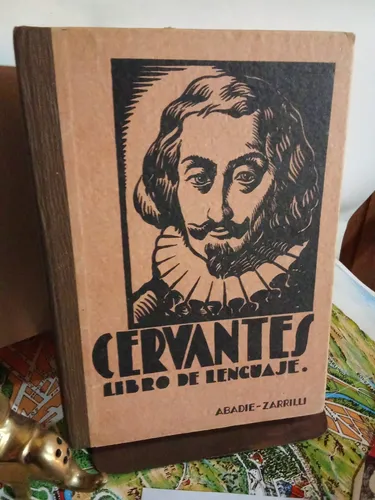 CERVANTES
LIBRO DE LENGUAJE.
ABADIE-ZARRILLI